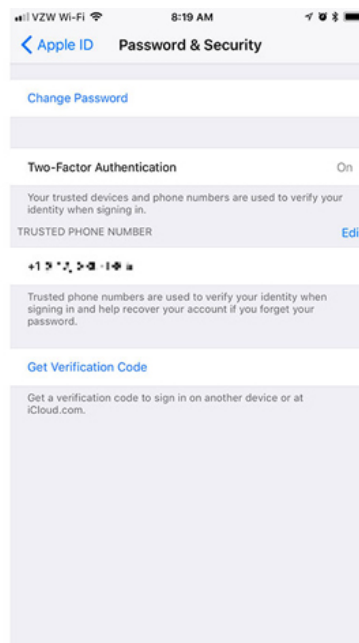 VZW Wi-Fi 8:19 AM
Apple ID Password & Security
Change Password
Two-Factor Authentication On
Your trusted devices and phone numbers are used to verify your
identity when signing in.
TRUSTED PHONE NUMBER Edi
+1
Trusted phone numbers are used to verify your identity when
signing in and help recover your account if you forget your
password.
Get Verification Code
Get a verification code to sign in on another device or at
iCloud.com.